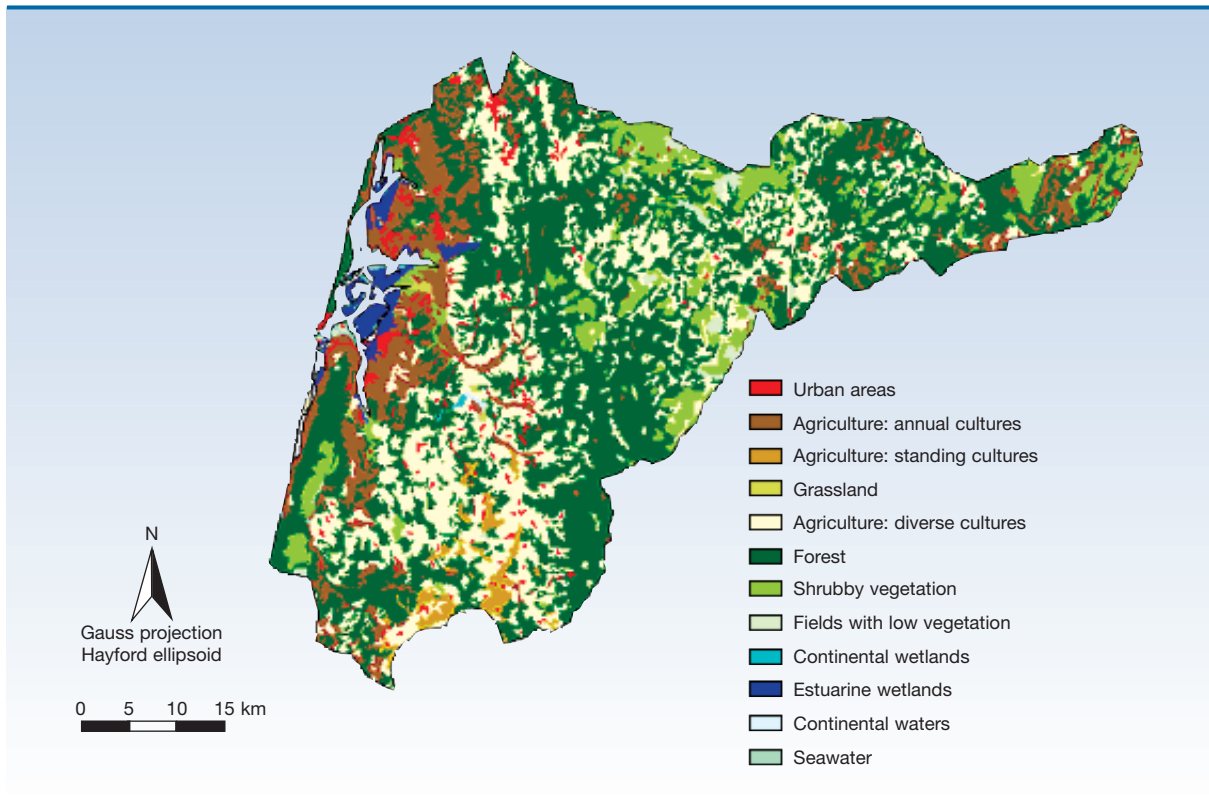 Urban areas
Agriculture: annual cultures
Agriculture: standing cultures
Grassland
Agriculture: diverse cultures
Forest
Shrubby vegetation
Fields with low vegetation
Continental wetlands
Estuarine wetlands
Continental waters
Seawater
N
Gauss projection
Hayford ellipsoid
0 5 10 15 km